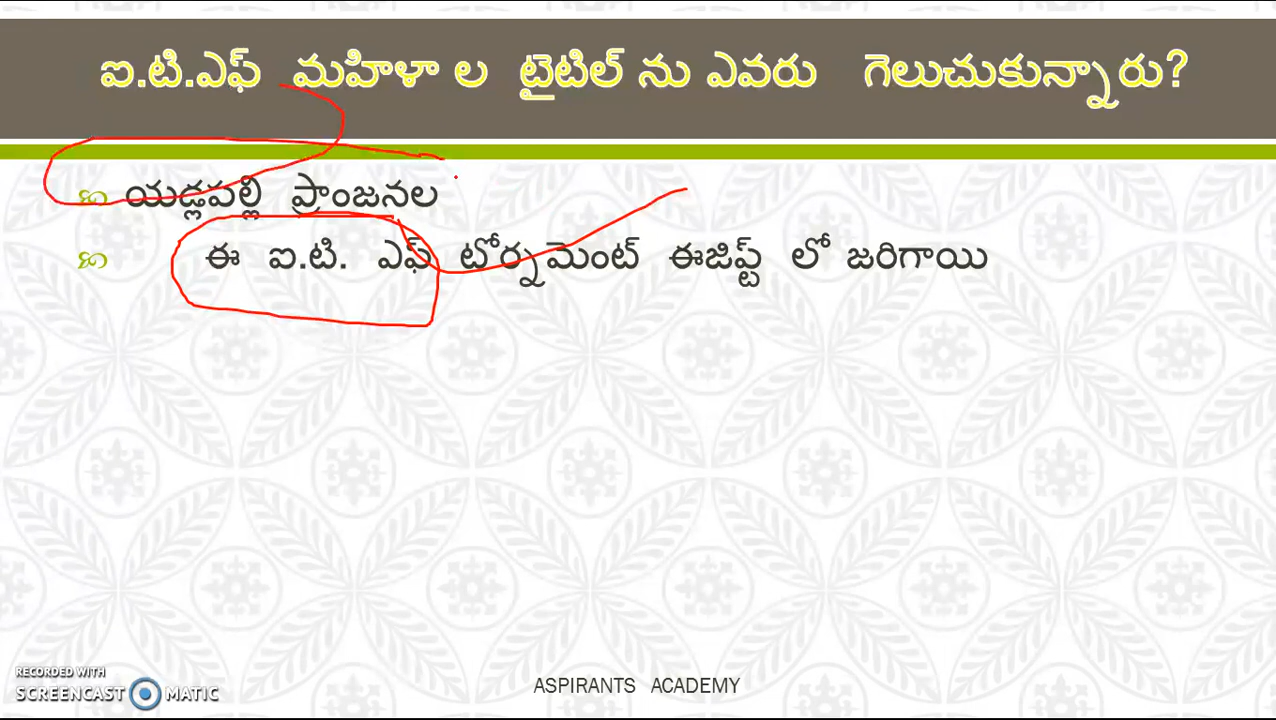 ఐ.టి.ఎఫ్ మహిళా ల టైటిల్ ను ఎవరు గెలుచుకున్నారు?
యడ్లపల్లి ప్రాంజనల
ఈ ఐ.టి. ఎఫ్ టోర్నమెంట్ ఈజిప్ట్ లో జరిగాయి
ASPIRANTS ACADEMY
RECORDED WITH
SCREENCAST MATIC